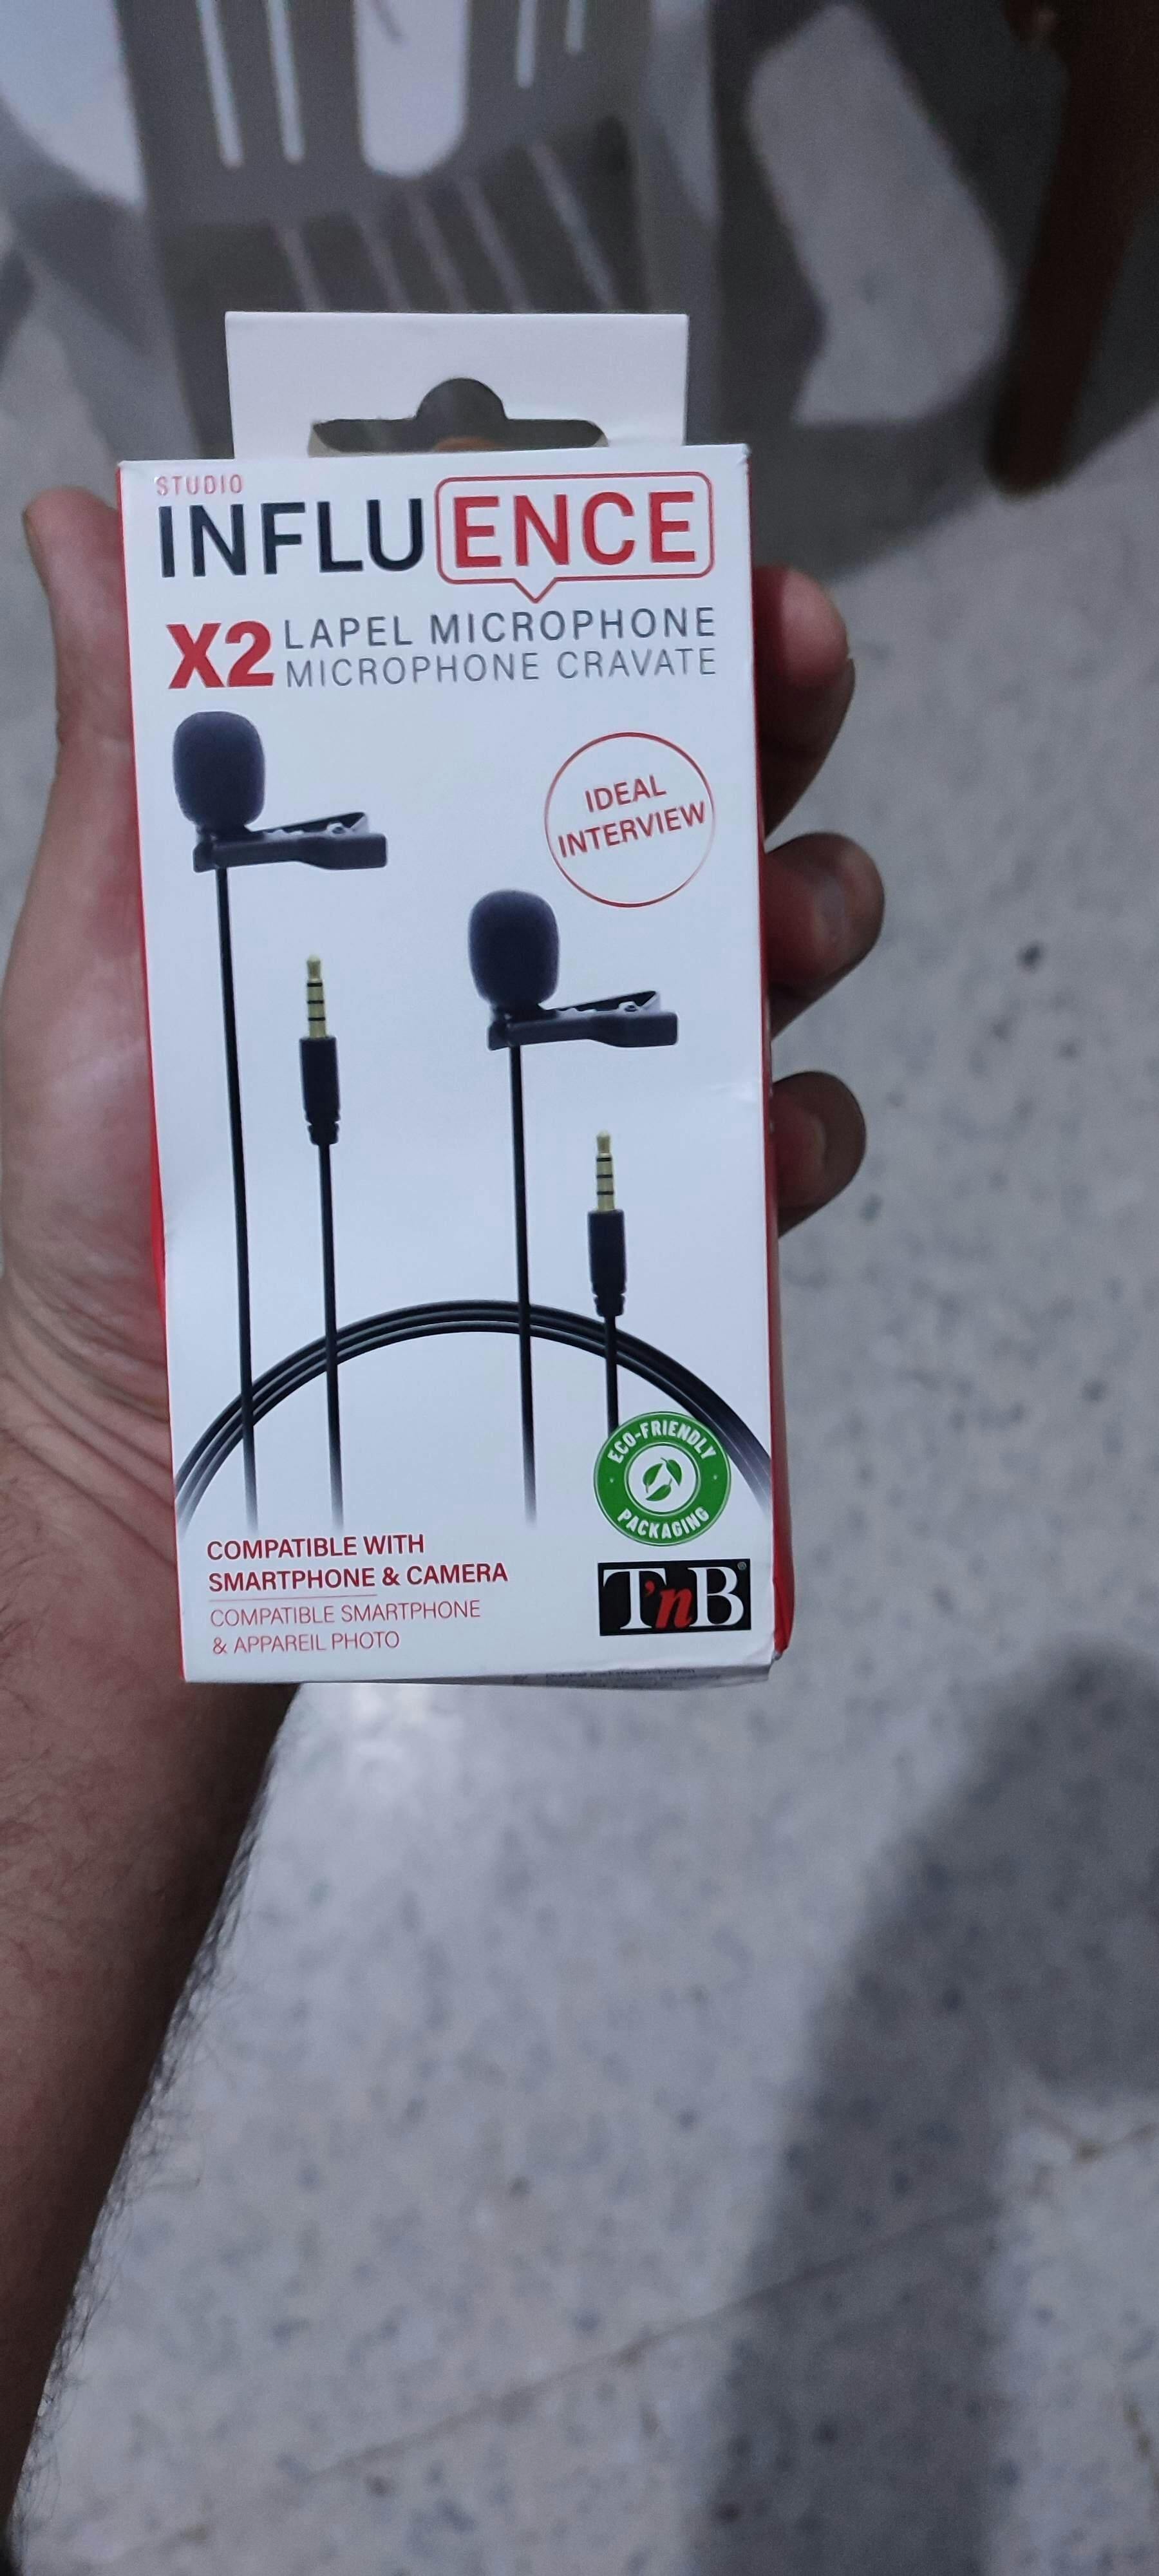 STUDIO
INFLUENCE
X2 LAPEL MICROPHONE
MICROPHONE CRAVATE
IDEAL
INTERVIEW
ECO-FRIENDLY
PACKAGING
COMPATIBLE WITH
SMARTPHONE & CAMERA
COMPATIBLE SMARTPHONE
& APPAREIL PHOTO
T'nB®